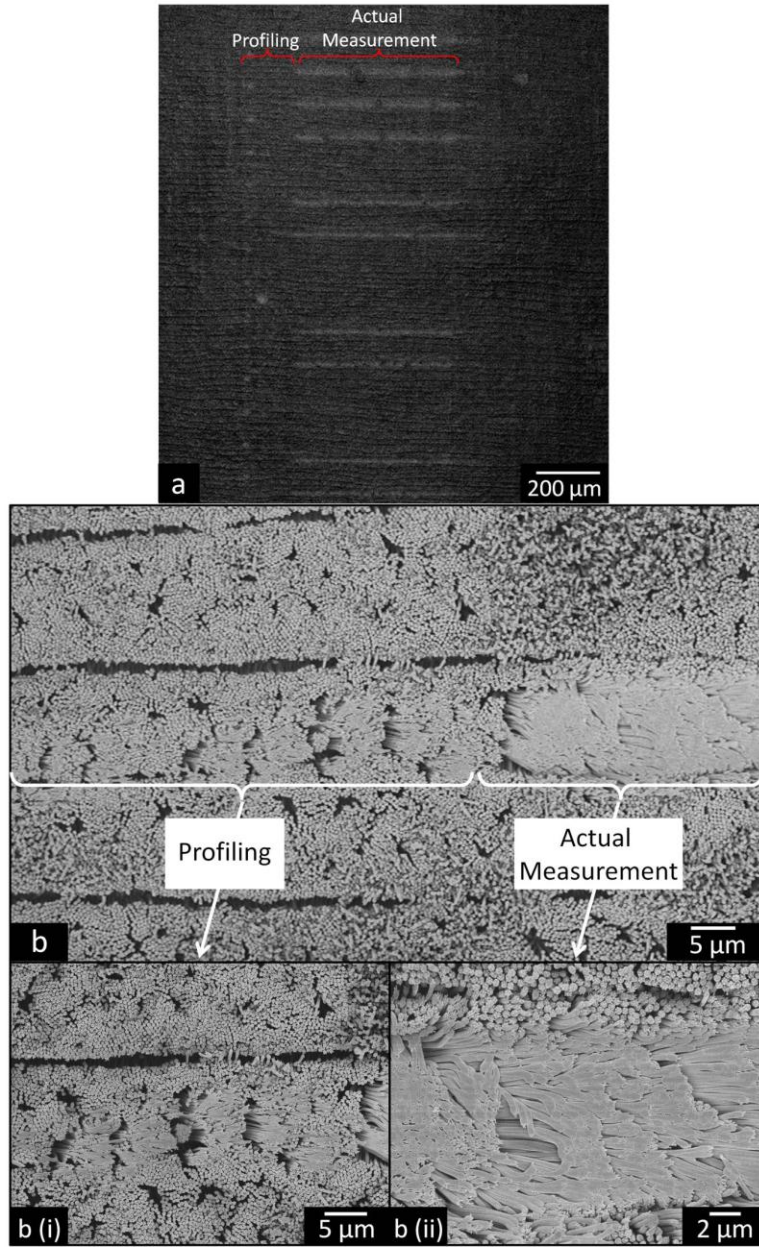 Actual
Profiling Measurement
a
200 µm
Profiling
Actual
Measurement
b
5 µm
b (i)
5 µm
b (ii)
2 µm